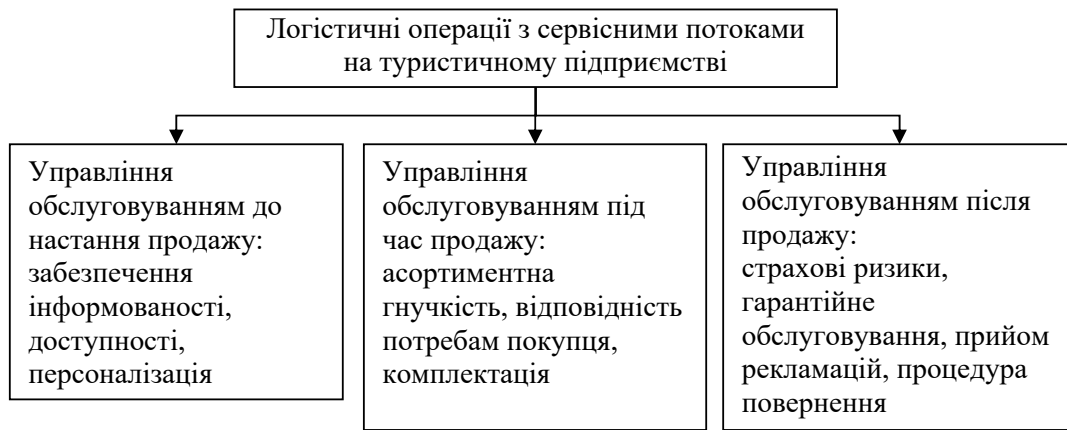 Логістичні операції з сервісними потоками
на туристичному підприємстві
Управління
обслуговуванням до
настання продажу:
забезпечення
інформованості,
доступності,
персоналізація
Управління
обслуговуванням під
час продажу:
асортиментна
гнучкість, відповідність
потребам покупця,
комплектація
Управління
обслуговуванням після
продажу:
страхові ризики,
гарантійне
обслуговування, прийом
рекламацій, процедура
повернення